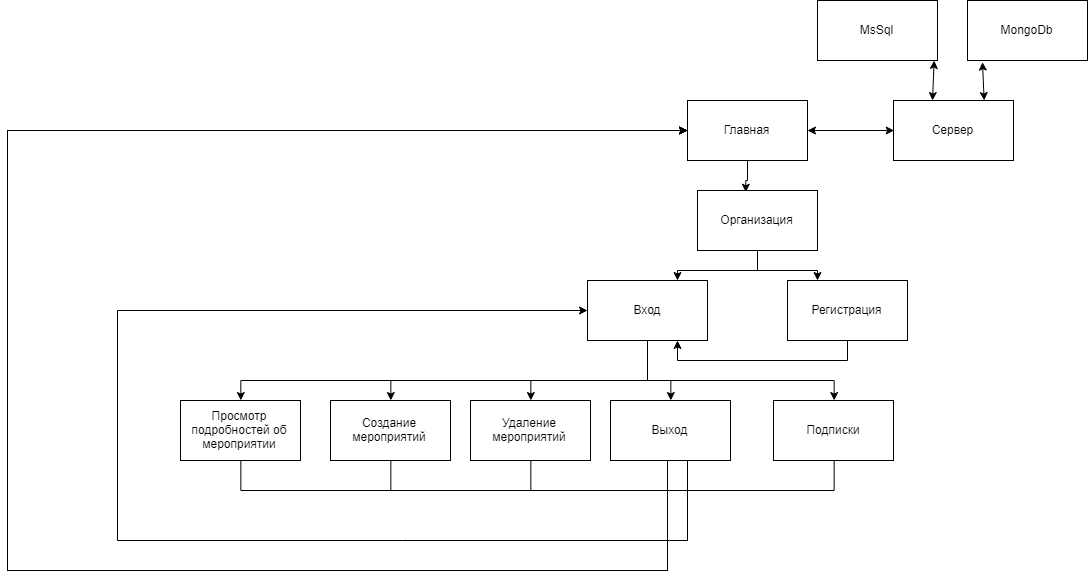 MsSql
MongoDb
Главная
Сервер
Организация
Вход
Регистрация
Просмотр
подробностей об
мероприятии
Создание
мероприятий
Удаление
мероприятий
Выход
Подписки